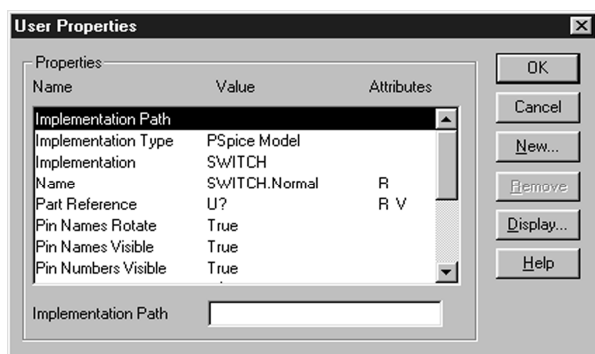 User Properties
Properties
Name Value Attributes
Implementation Path
Implementation Type PSpice Model
Implementation SWITCH
Name SWITCH.Normal R
Part Reference U? R V
Pin Names Rotate True
Pin Names Visible True
Pin Numbers Visible True
Implementation Path
OK
Cancel
New...
Remove
Display...
Help